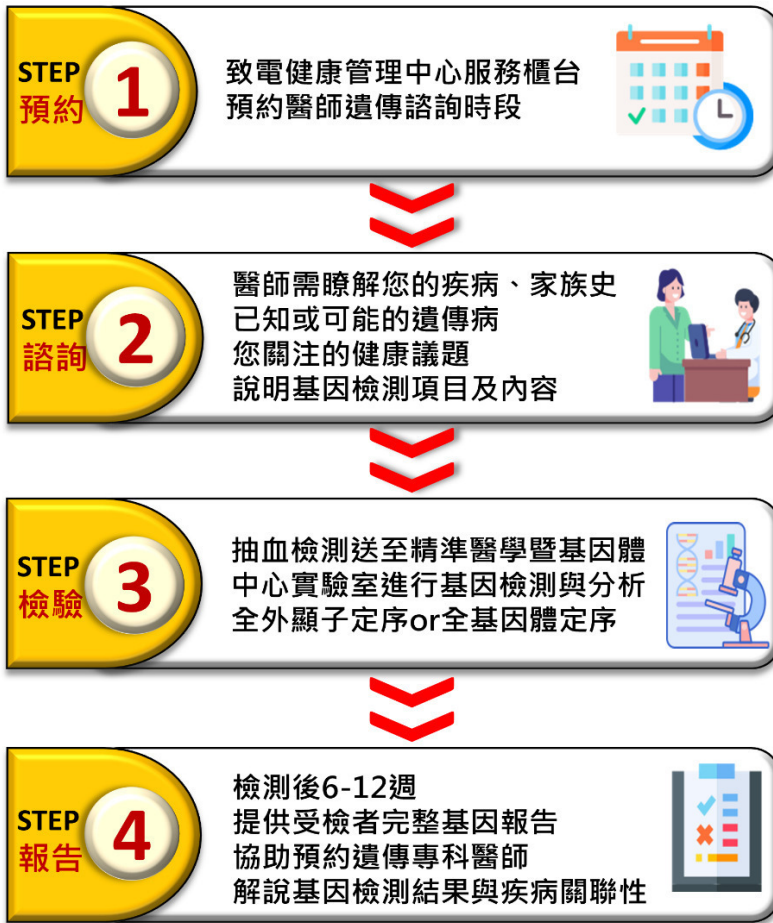 STEP
預約
1
致電健康管理中心服務櫃台
預約醫師遺傳諮詢時段
STEP
諮詢
2
醫師需瞭解您的疾病、家族史
已知或可能的遺傳病
您關注的健康議題
說明基因檢測項目及內容
STEP
檢驗
3
抽血檢測送至精準醫學暨基因體
中心實驗室進行基因檢測與分析
全外顯子定序or全基因體定序
STEP
報告
4
檢測後6-12週
提供受檢者完整基因報告
協助預約遺傳專科醫師
解說基因檢測結果與疾病關聯性